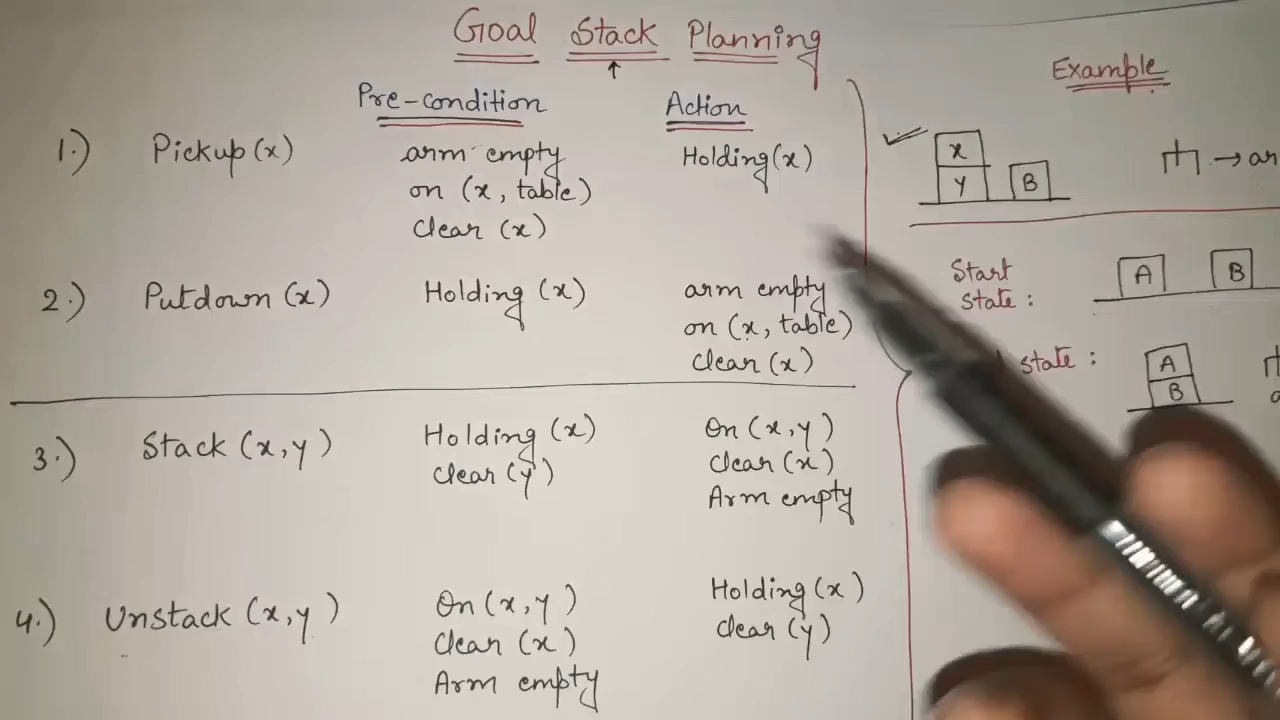 Goal Stack Planning
↑
Pre-condition Action
1.) Pickup (x) arm empty Holding (x)
on (x, table)
Clear (x)
2.) Putdown (x) Holding (x) arm empty
on (x, table)
Clear (x)
3.) Stack (x,y) Holding (x) On (x,y)
Clear (y) Clear (x)
Arm empty
4.) Unstack (x,y) On (x,y) Holding (x)
Clear (x) Clear (y)
Arm empty
Example
x
y B
→
Start A B
state :
state : A
B